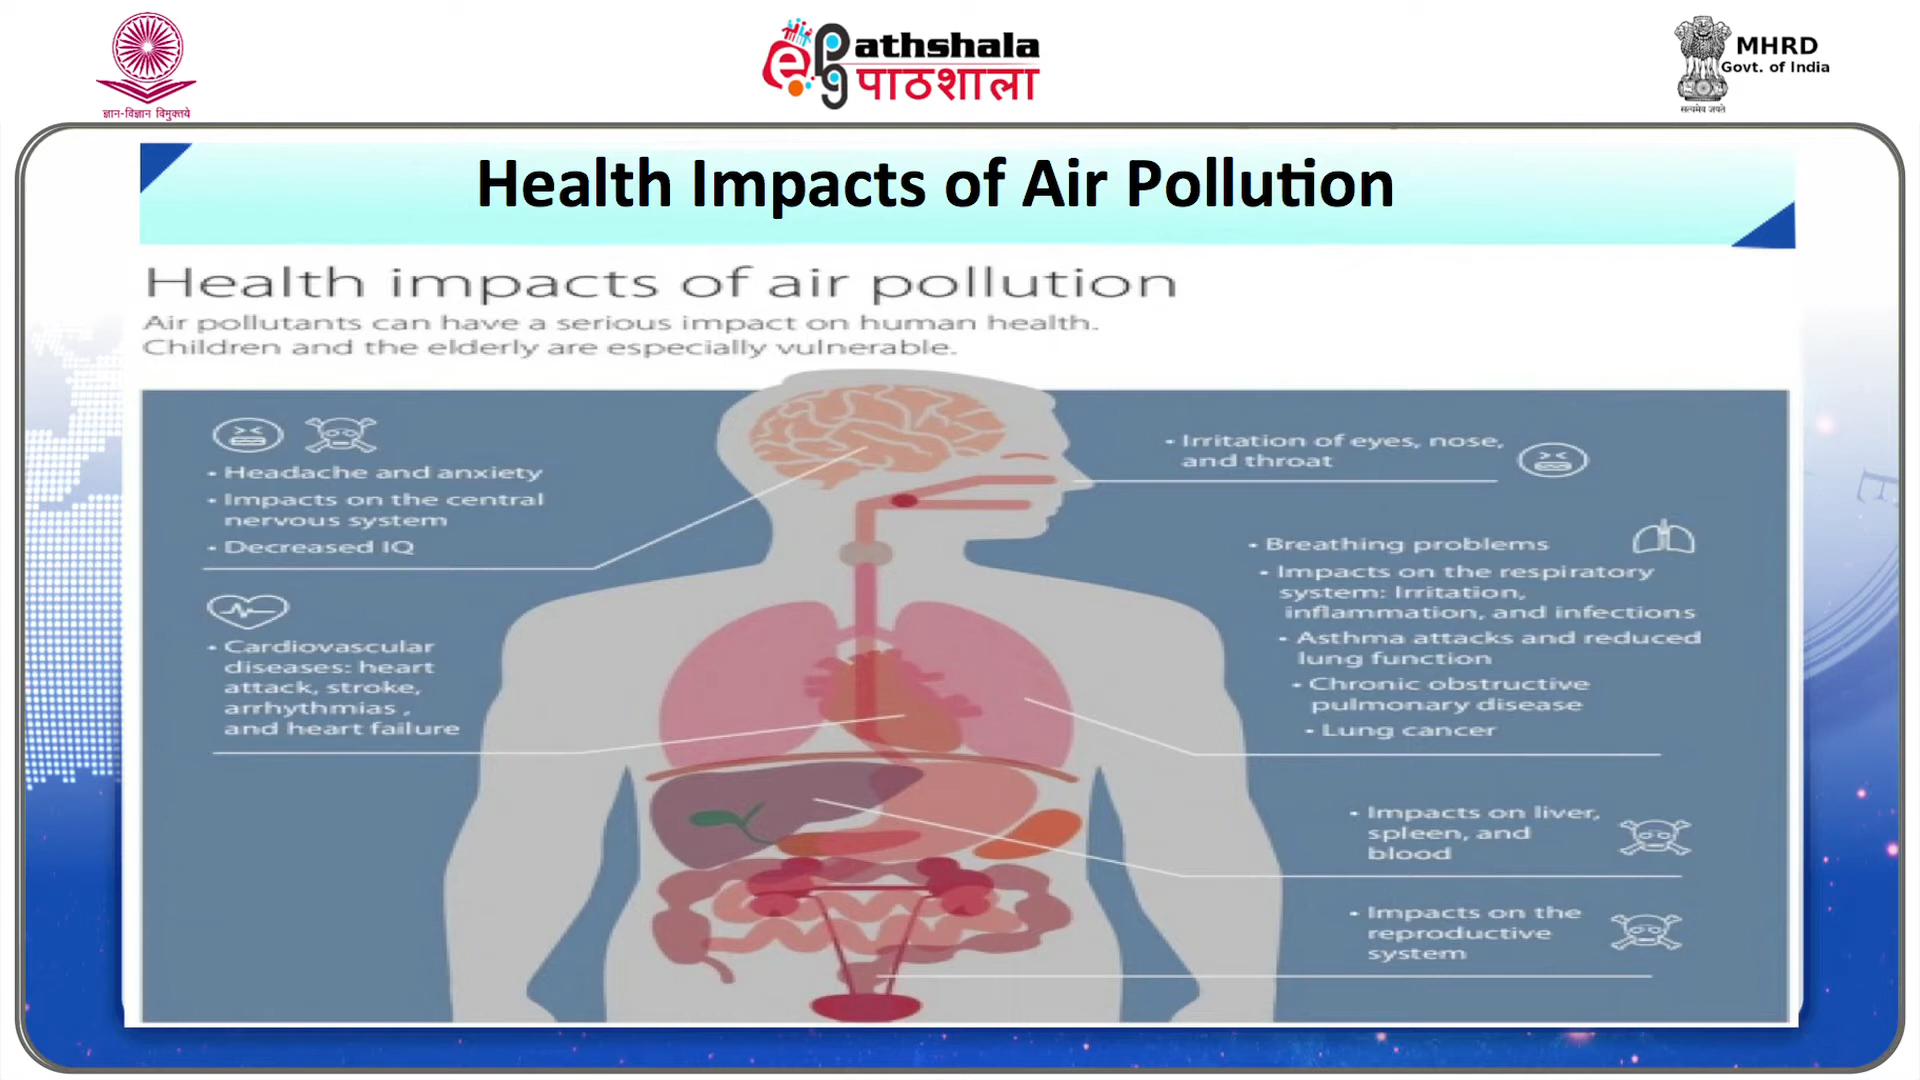 ज्ञान-विज्ञान विमुक्तये
e
pg
Pathshala
पाठशाला
MHRD
Govt. of India
सत्यमेव जयते
Health Impacts of Air Pollution
Health impacts of air pollution
Air pollutants can have a serious impact on human health.
Children and the elderly are especially vulnerable.
• Headache and anxiety
• Impacts on the central
nervous system
• Decreased IQ
• Cardiovascular
diseases: heart
attack, stroke,
arrhythmias ,
and heart failure
• Irritation of eyes, nose,
and throat
• Breathing problems
• Impacts on the respiratory
system: Irritation,
inflammation, and infections
• Asthma attacks and reduced
lung function
• Chronic obstructive
pulmonary disease
• Lung cancer
• Impacts on liver,
spleen, and
blood
• Impacts on the
reproductive
system